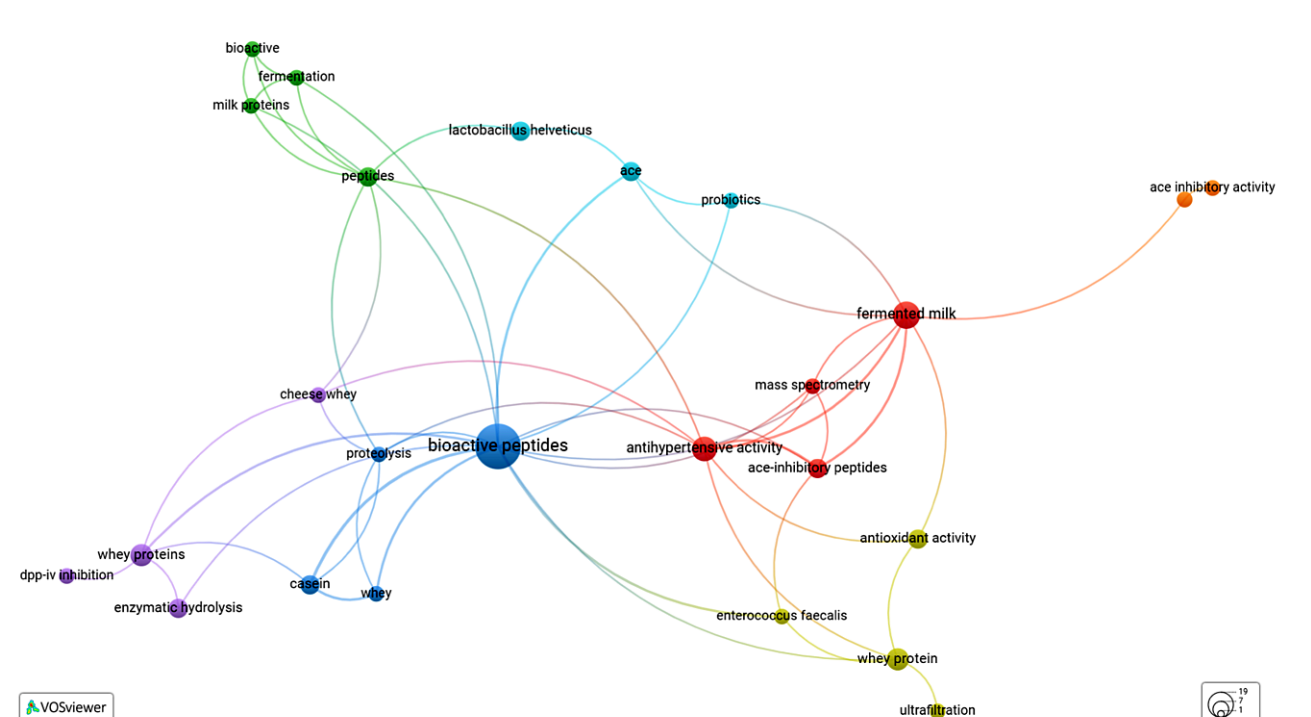 bioactive
fermentation
milk proteins
lactobacillus helveticus
ace
peptides
ace inhibitory activity
probiotics
fermented milk
mass spectrometry
cheese whey
bioactive peptides
antihypertensive activity
proteolysis
ace-inhibitory peptides
antioxidant activity
whey proteins
dpp-iv inhibition
casein
whey
enzymatic hydrolysis
enterococcus faecalis
whey protein
ultrafiltration
VOSviewer
19
7
1